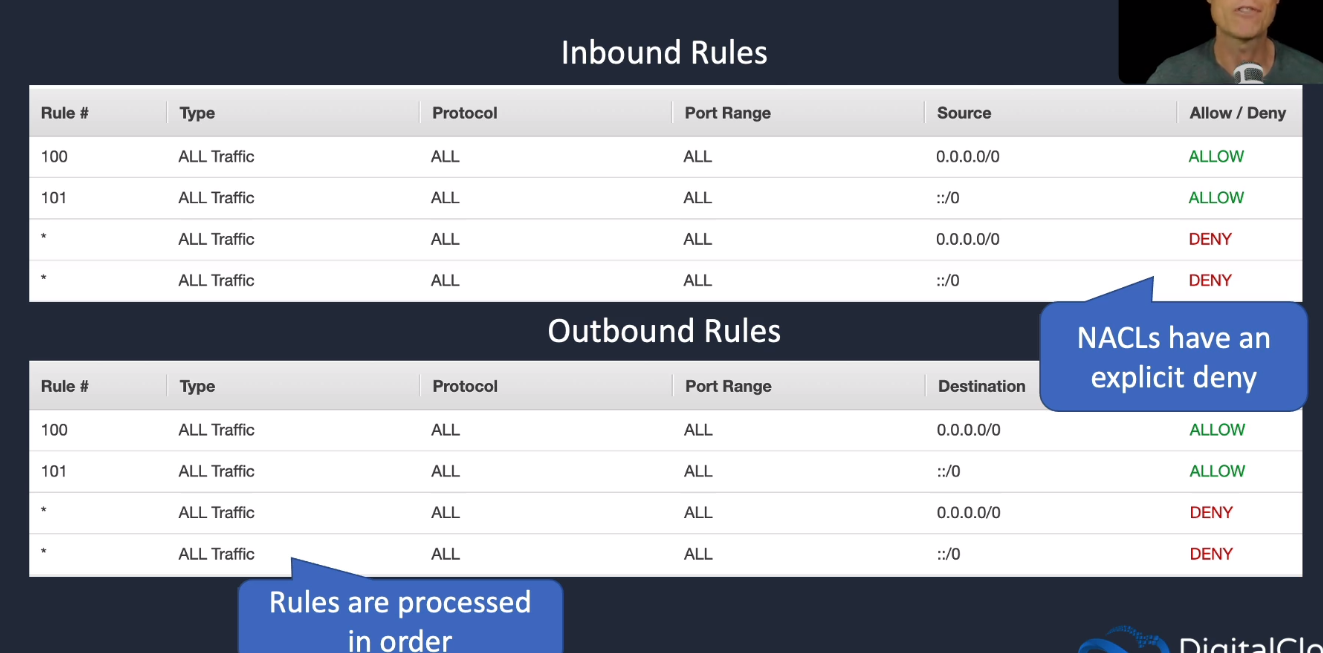 Inbound Rules
Rule # Type Protocol Port Range Source Allow / Deny
100 ALL Traffic ALL ALL 0.0.0.0/0 ALLOW
101 ALL Traffic ALL ALL ::/0 ALLOW
* ALL Traffic ALL ALL 0.0.0.0/0 DENY
* ALL Traffic ALL ALL ::/0 DENY
NACLs have an
explicit deny
Outbound Rules
Rule # Type Protocol Port Range Destination
100 ALL Traffic ALL ALL 0.0.0.0/0 ALLOW
101 ALL Traffic ALL ALL ::/0 ALLOW
* ALL Traffic ALL ALL 0.0.0.0/0 DENY
* ALL Traffic ALL ALL ::/0 DENY
Rules are processed
in order